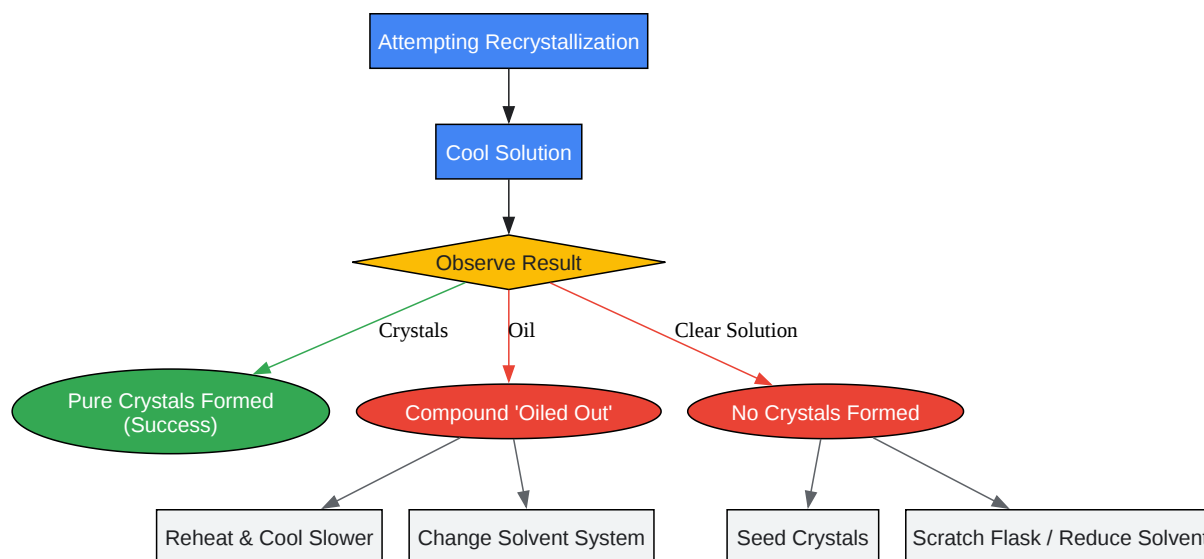 Attempting Recrystallization
Cool Solution
Observe Result
Crystals
Oil
Clear Solution
Pure Crystals Formed
(Success)
Compound 'Oiled Out'
No Crystals Formed
Reheat & Cool Slower
Change Solvent System
Seed Crystals
Scratch Flask / Reduce Solvent